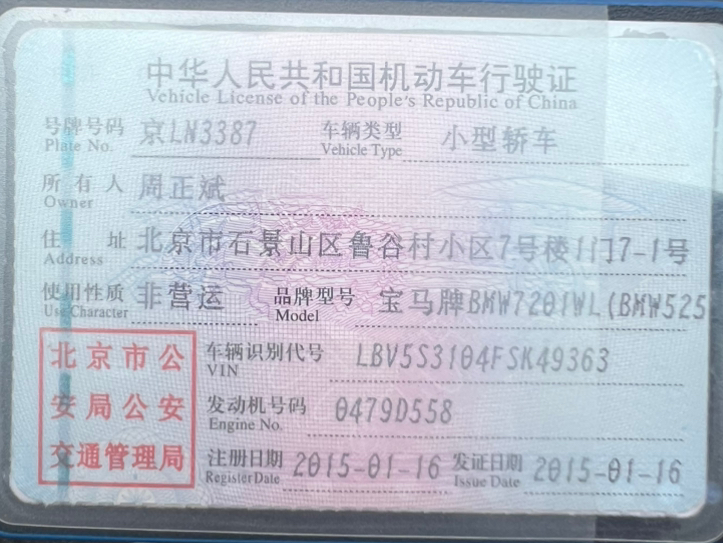 中华人民共和国机动车行驶证
Vehicle License of the People's Republic of China
号牌号码 京LN3387 车辆类型 小型轿车
Plate No. Vehicle Type
所有人 周正斌
Owner
住址 北京市石景山区鲁谷村小区7号楼1门7-1号
Address
使用性质 非营运 品牌型号 宝马牌BMW7201WL(BMW525
Use Character Model
北京市公
安局公安
交通管理局
车辆识别代号 LBV5S3104FSK49363
VIN
发动机号码 0479D558
Engine No.
注册日期 2015-01-16 发证日期 2015-01-16
Register Date Issue Date